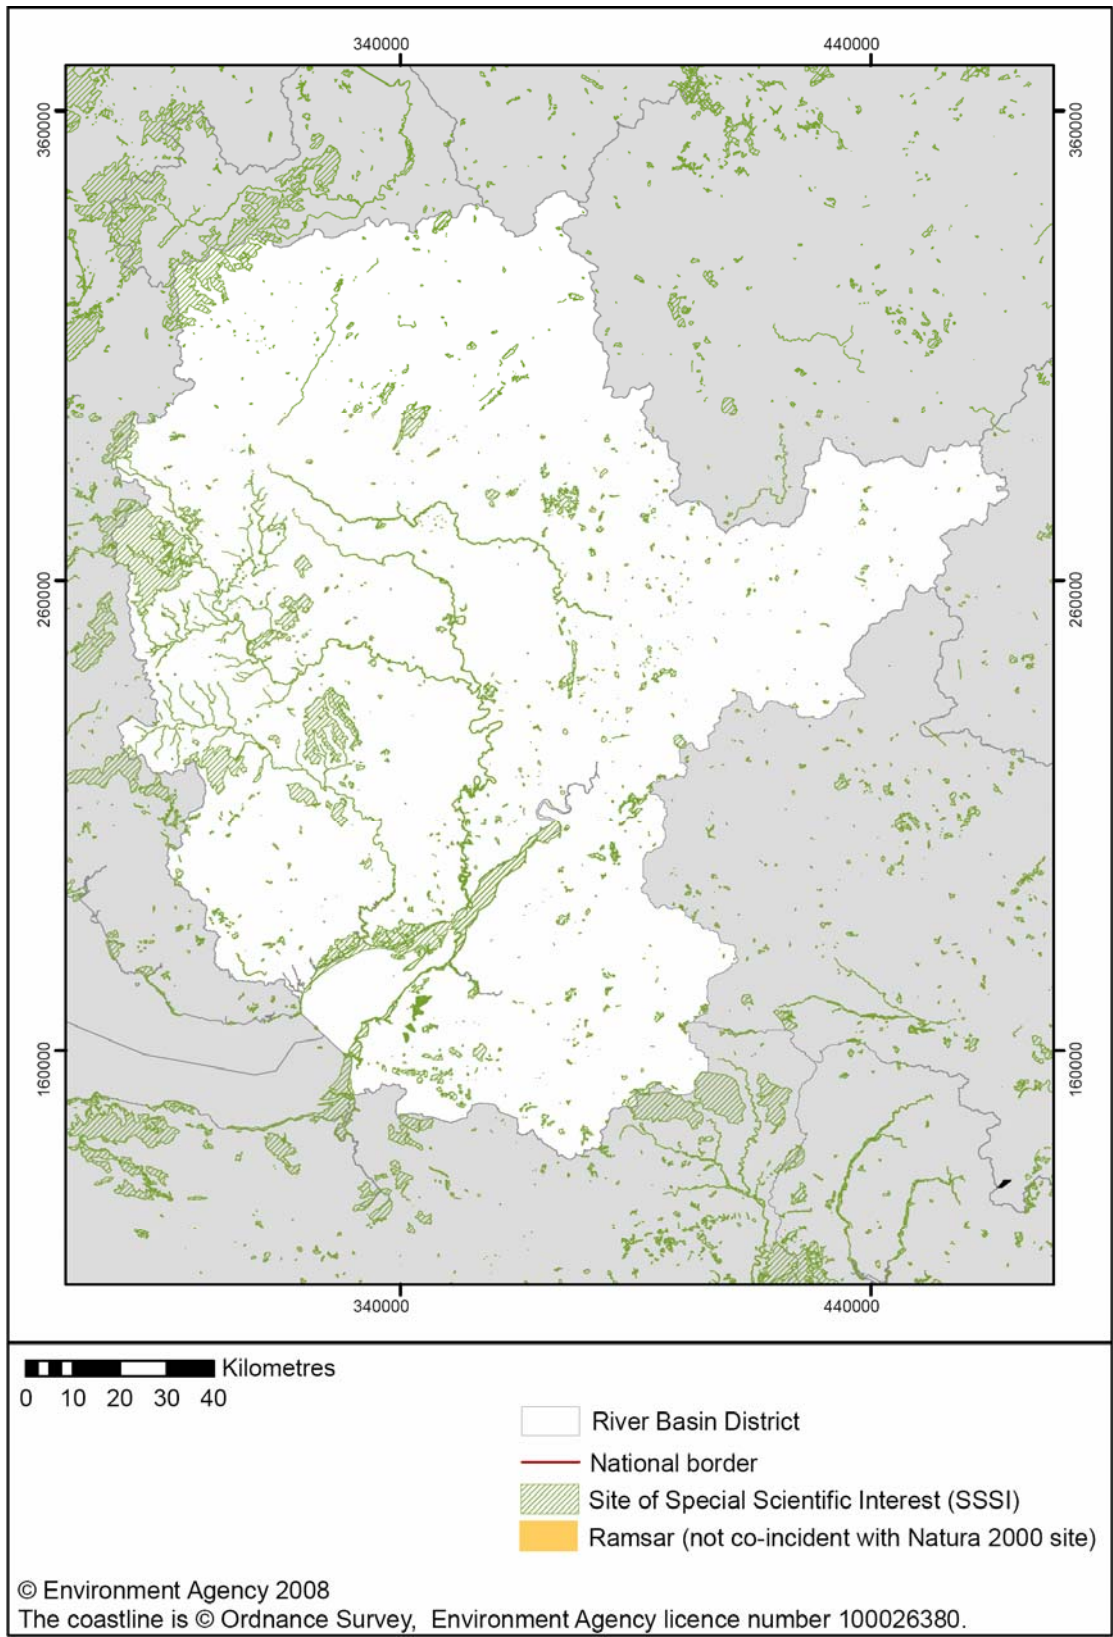 340000 440000
360000 360000
260000 260000
160000 160000
340000 440000
Kilometres
0 10 20 30 40
River Basin District
National border
Site of Special Scientific Interest (SSSI)
Ramsar (not co-incident with Natura 2000 site)
© Environment Agency 2008
The coastline is © Ordnance Survey, Environment Agency licence number 100026380.